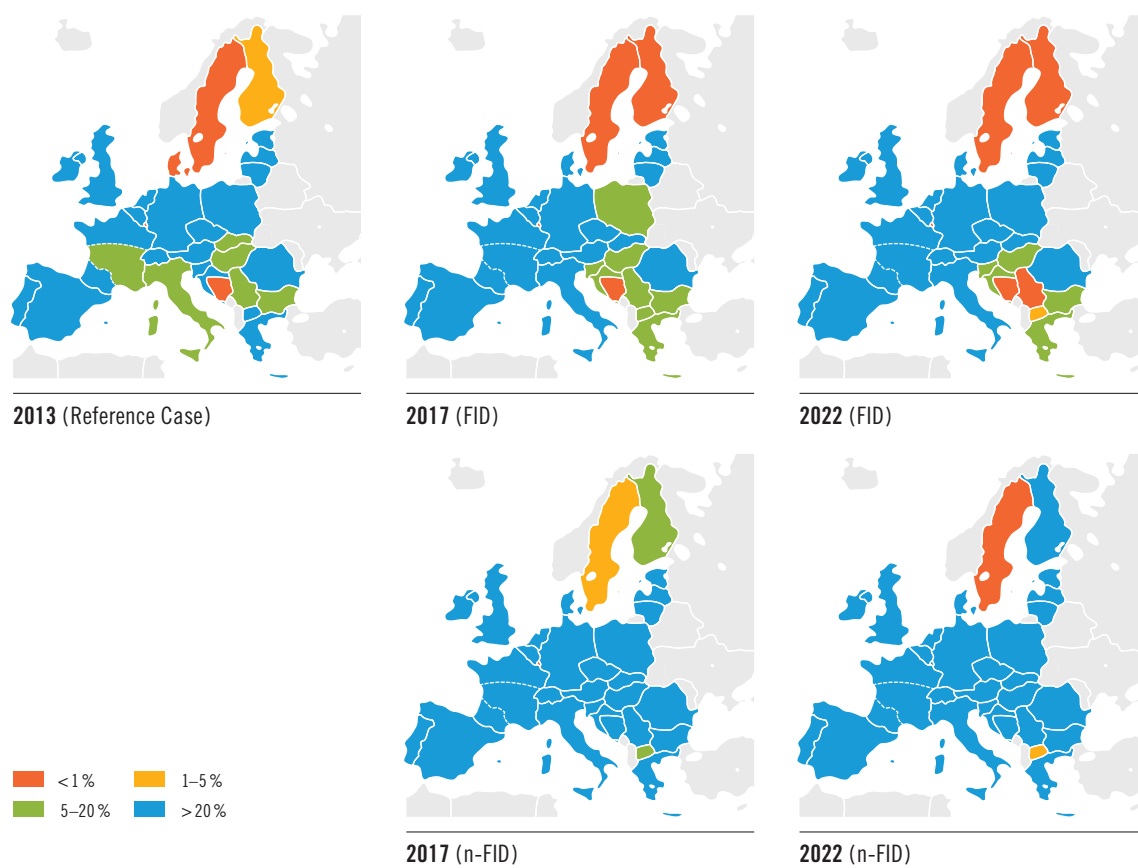 2013 (Reference Case)
2017 (FID)
2022 (FID)
<1 %
1–5 %
5–20 %
>20 %
2017 (n-FID)
2022 (n-FID)